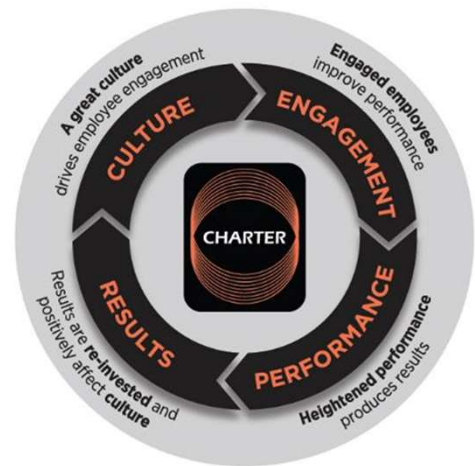 A great culture
drives employee engagement
Engaged employees
improve performance
CULTURE
ENGAGEMENT
CHARTER
RESULTS
PERFORMANCE
Results are re-invested and
positively affect culture
Heightened performance
produces results